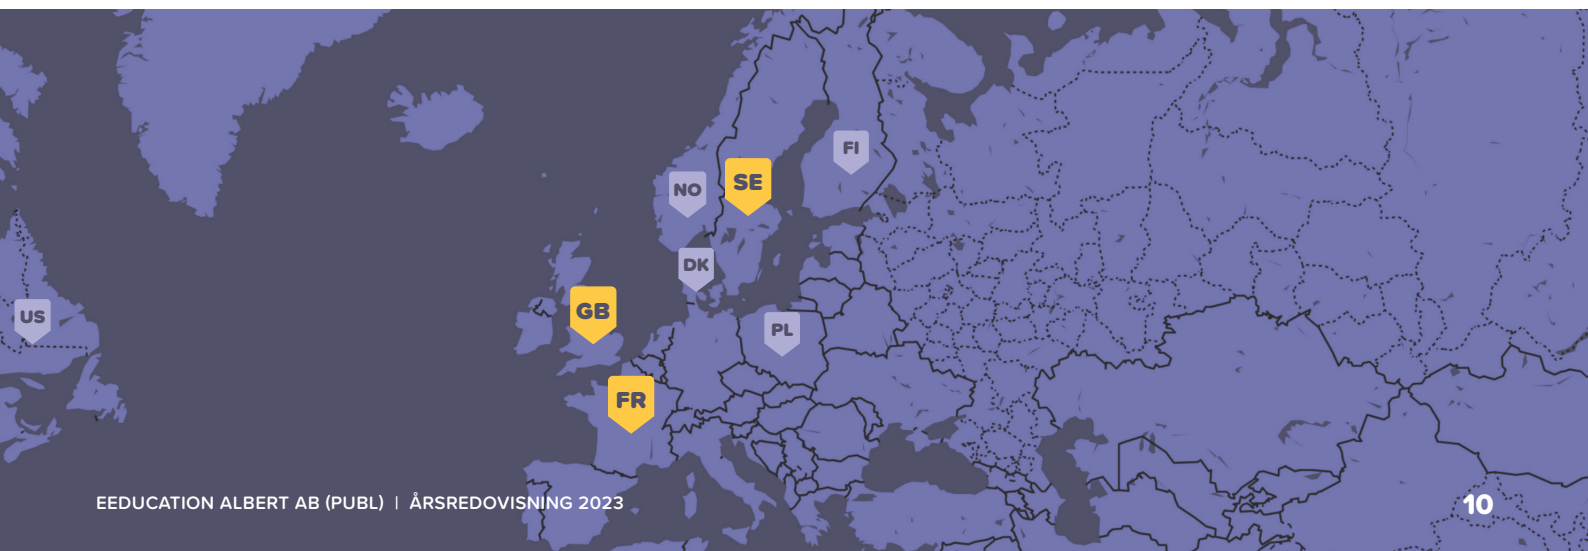 FI
NO
SE
DK
US
GB
PL
FR
EEDUCATION ALBERT AB (PUBL) | ÅRSREDOVISNING 2023
10